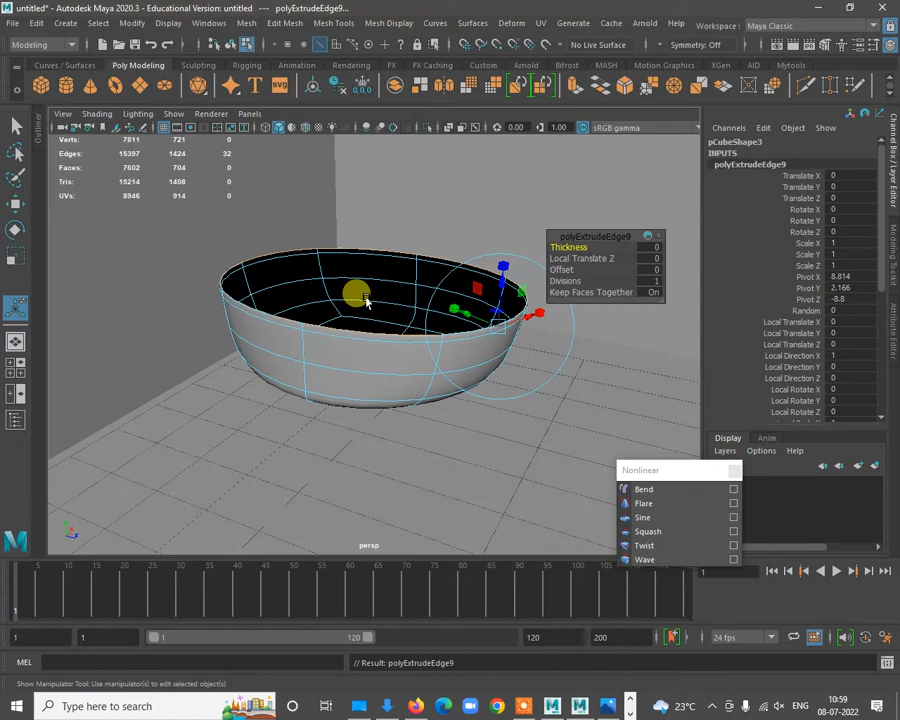 untitled* - Autodesk Maya 2020.3 - Educational Version: untitled --- polyExtrudeEdge9...
File Edit Create Select Modify Display Windows Mesh Edit Mesh Mesh Tools Mesh Display Curves Surfaces Deform UV Generate Cache Arnold Help
Workspace : Maya Classic
Modeling
No Live Surface
Symmetry: Off
Curves / Surfaces Poly Modeling Sculpting Rigging Animation Rendering FX FX Caching Arnold Bifrost MASH Motion Graphics XGen AID Mytools
View Shading Lighting Show Renderer Panels
0.00
1.00
sRGB gamma
Verts: 7811 721 0
Edges: 15397 1424 32
Faces: 7602 704 0
Tris: 15214 1408 0
UVs: 8946 914 0
polyExtrudeEdge9
Thickness 0
Local Translate Z 0
Offset 0
Divisions 1
Keep Faces Together On
persp
Outliner
Channels Edit Object Show
pCubeShape3
INPUTS
polyExtrudeEdge9
Translate X 0
Translate Y 0
Translate Z 0
Rotate X 0
Rotate Y 0
Rotate Z 0
Scale X 1
Scale Y 1
Scale Z 1
Pivot X 8.814
Pivot Y 2.166
Pivot Z -8.8
Random 0
Local Translate X 0
Local Translate Y 0
Local Translate Z 0
Local Direction X 1
Local Direction Y 0
Local Direction Z 0
Local Rotate X 0
Local Rotate Y 0
Local Rotate Z 0
Channel Box / Layer Editor
Modeling Toolkit
Attribute Editor
Display Anim
Layers Options Help
Nonlinear
Bend
Flare
Sine
Squash
Twist
Wave
5 10 15 20 25 30 35 40 45 50 55 60 65 70 75 80 85 90 95 100 105 110 115
1
1
1 1 1 120 120 200
24 fps
MEL
// Result: polyExtrudeEdge9
Show Manipulator Tool: Use manipulator(s) to edit selected object(s).
Type here to search
23°C
ENG
10:59
08-07-2022